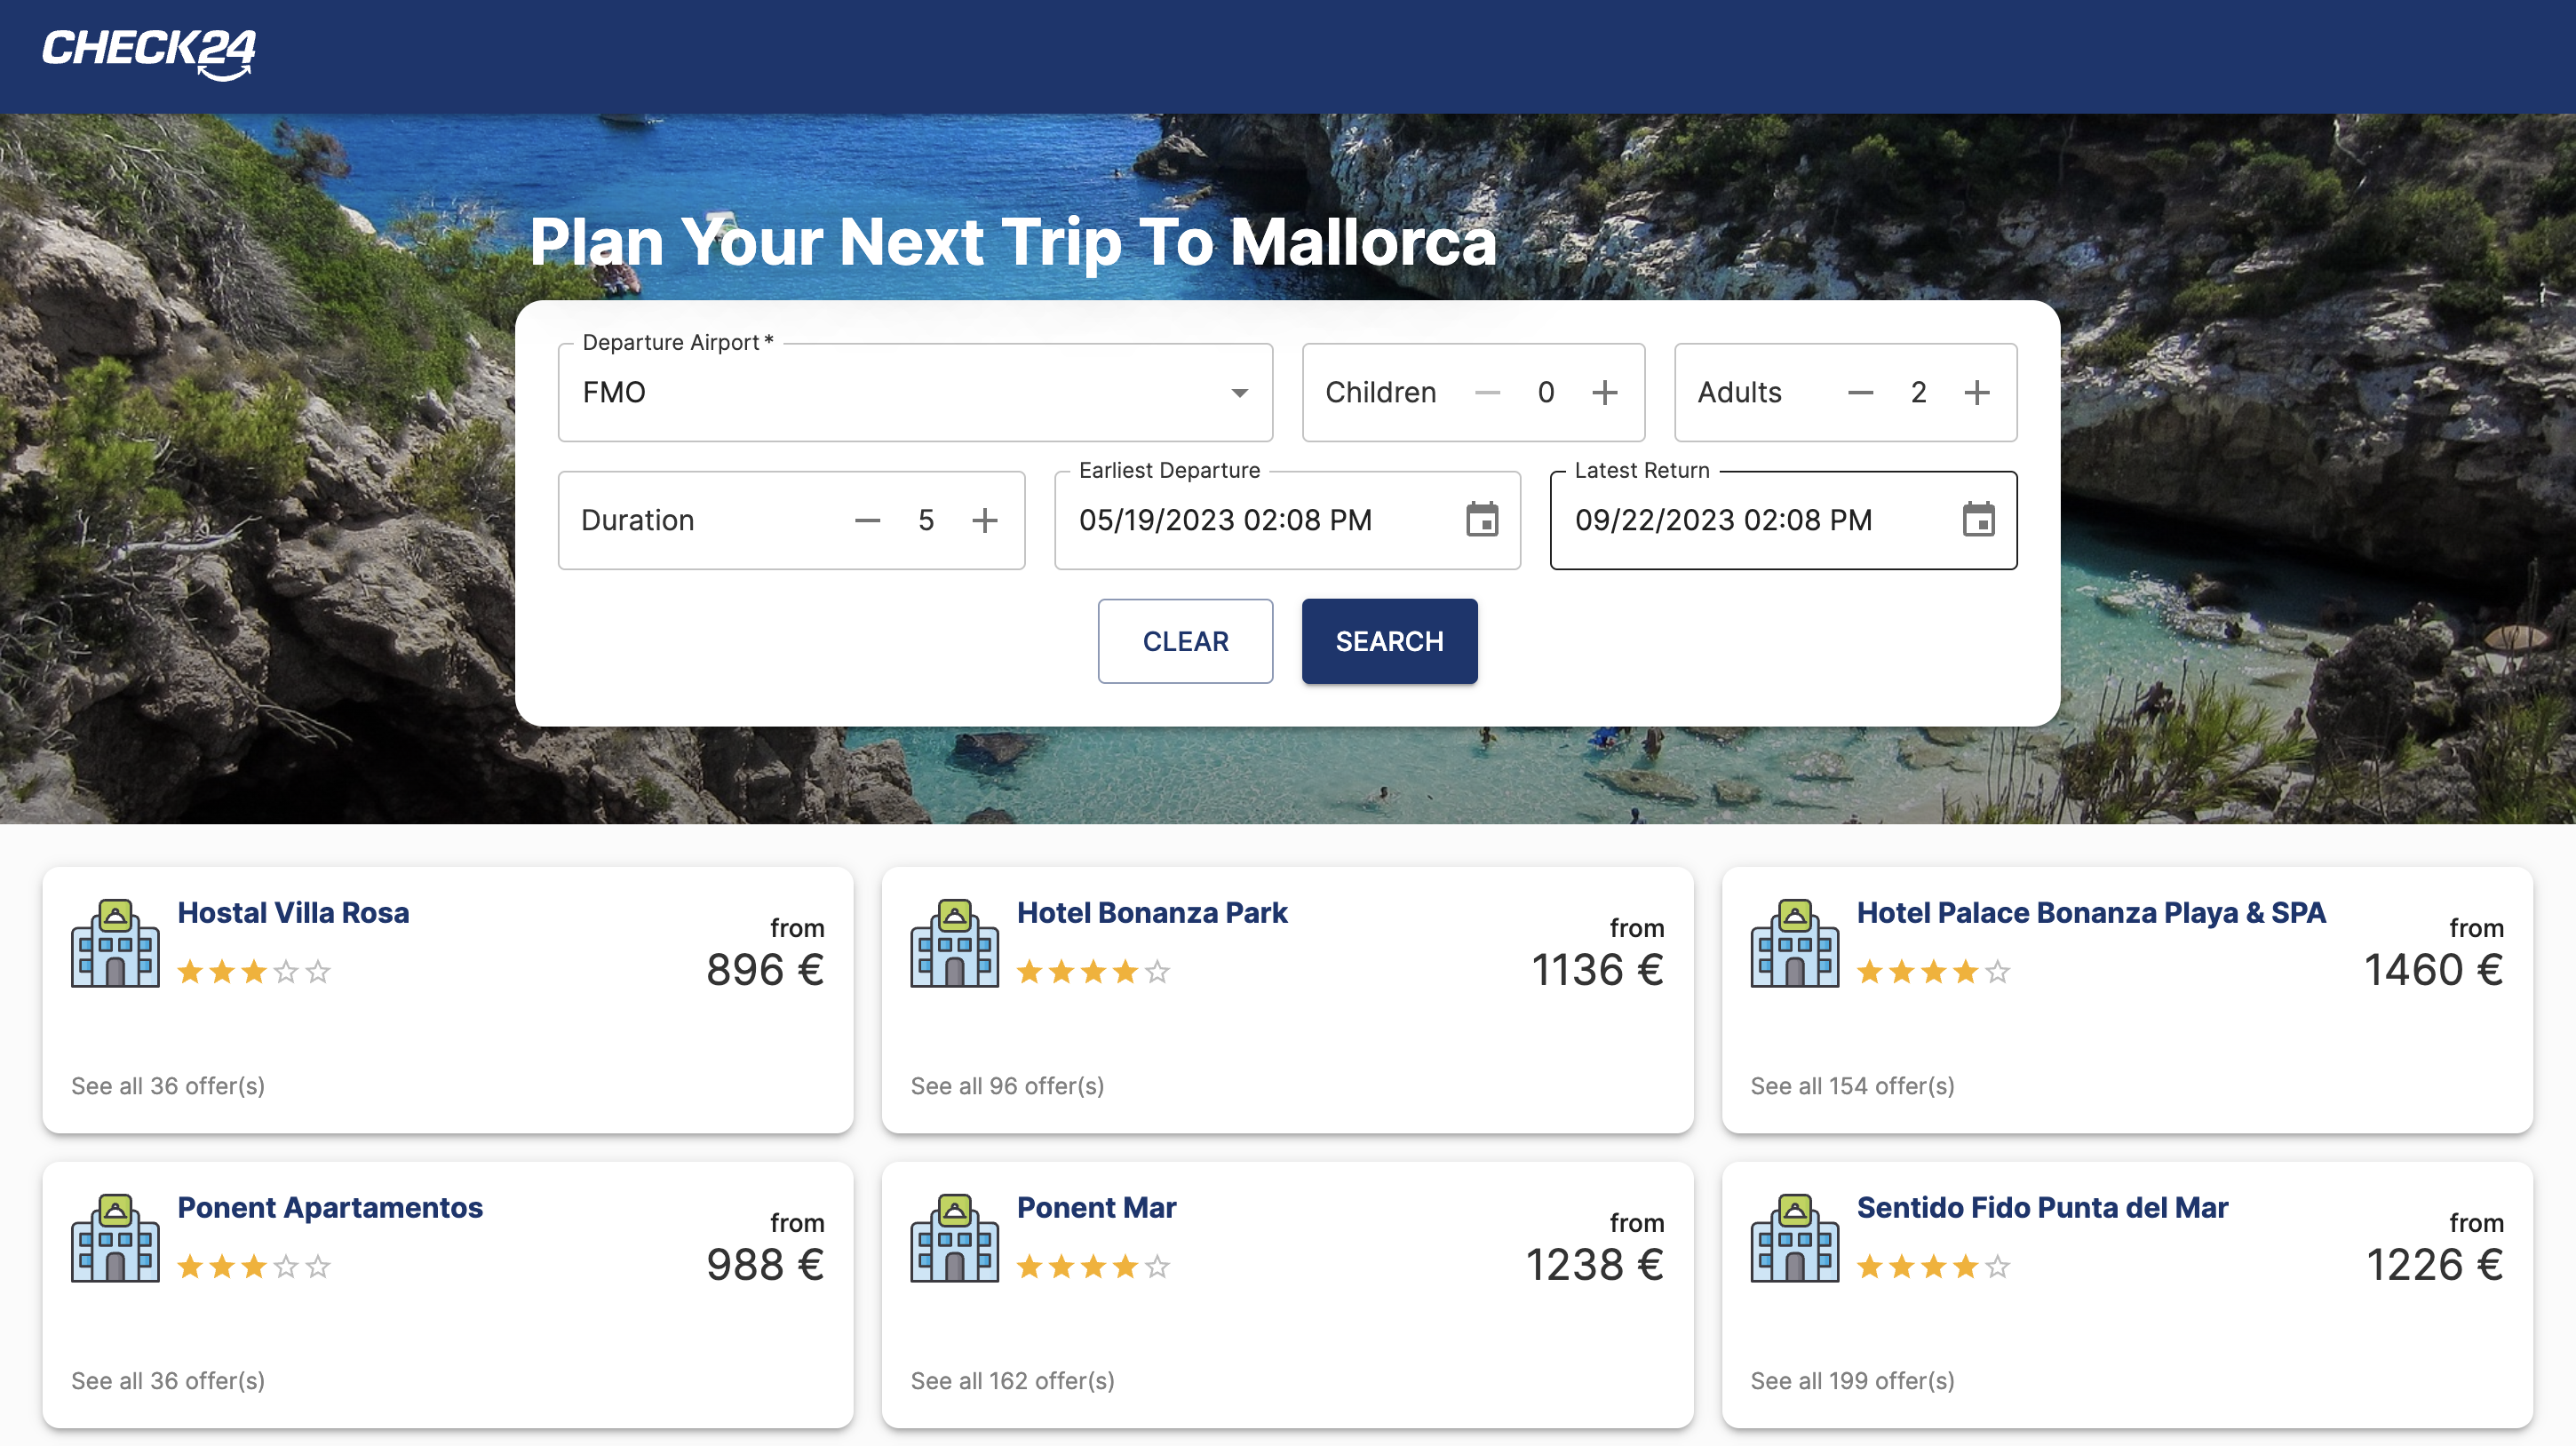 CHECK24
Plan Your Next Trip To Mallorca
Departure Airport *
FMO
Children 0
Adults 2
Duration 5
Earliest Departure
05/19/2023 02:08 PM
Latest Return
09/22/2023 02:08 PM
CLEAR
SEARCH
Hostal Villa Rosa
from
896 €
See all 36 offer(s)
Hotel Bonanza Park
from
1136 €
See all 96 offer(s)
Hotel Palace Bonanza Playa & SPA
from
1460 €
See all 154 offer(s)
Ponent Apartamentos
from
988 €
See all 36 offer(s)
Ponent Mar
from
1238 €
See all 162 offer(s)
Sentido Fido Punta del Mar
from
1226 €
See all 199 offer(s)